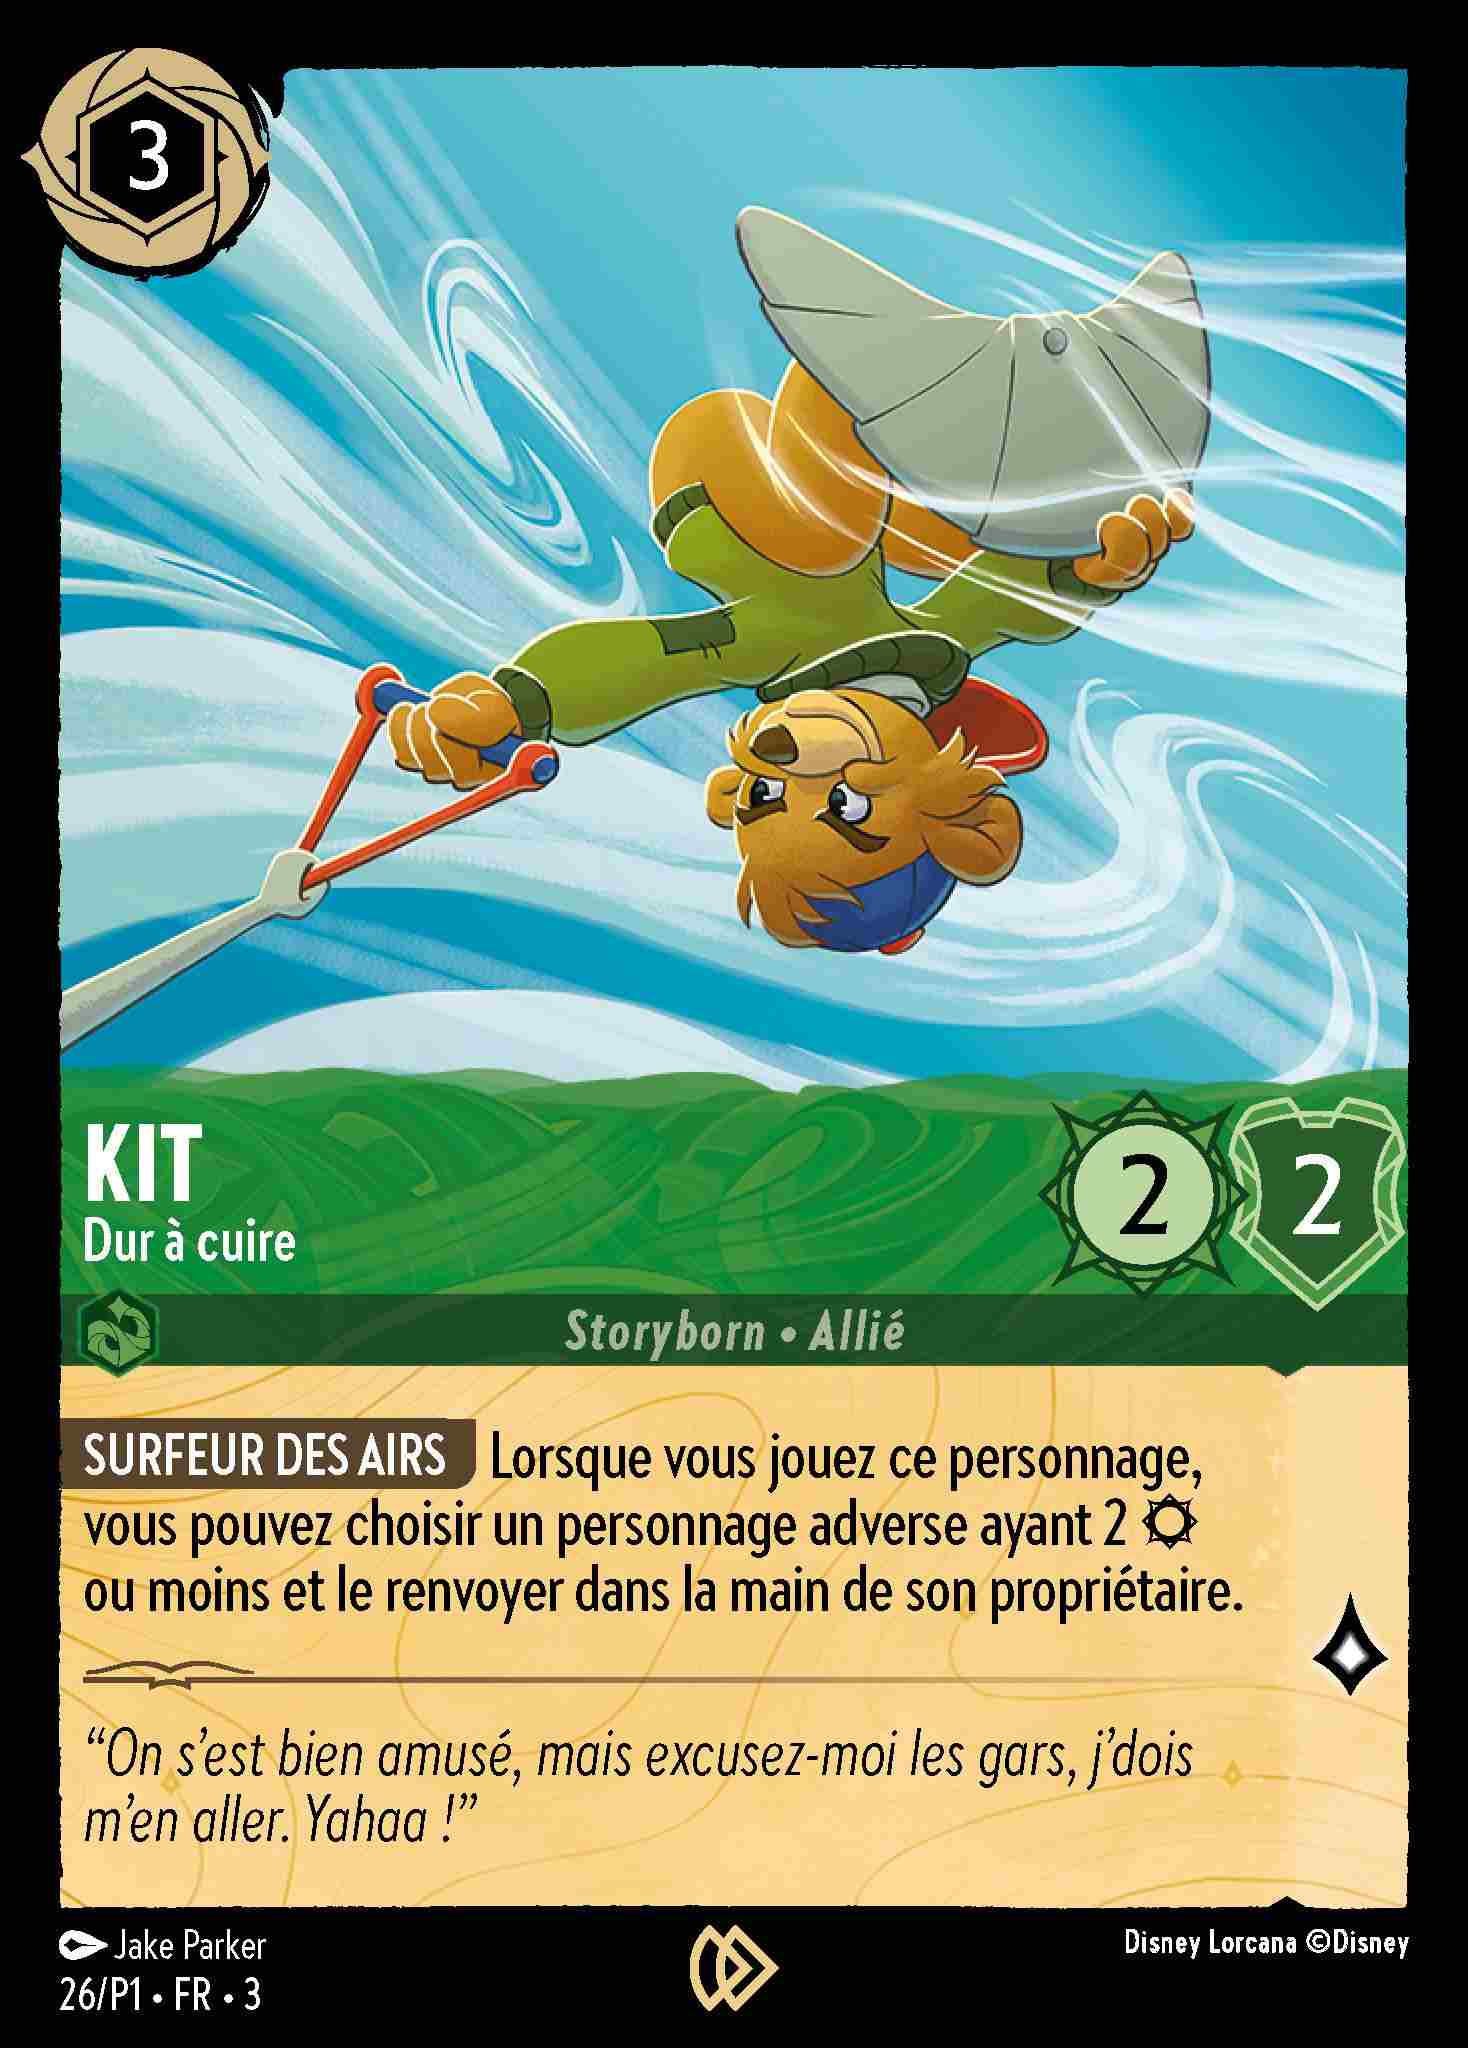 3
KIT
Dur à cuire
2
2
Storyborn • Allié
SURFEUR DES AIRS Lorsque vous jouez ce personnage,
vous pouvez choisir un personnage adverse ayant 2
ou moins et le renvoyer dans la main de son propriétaire.
“On s’est bien amusé, mais excusez-moi les gars, j’dois
m’en aller. Yahaa !”
Jake Parker
Disney Lorcana ©Disney
26/P1 • FR • 3